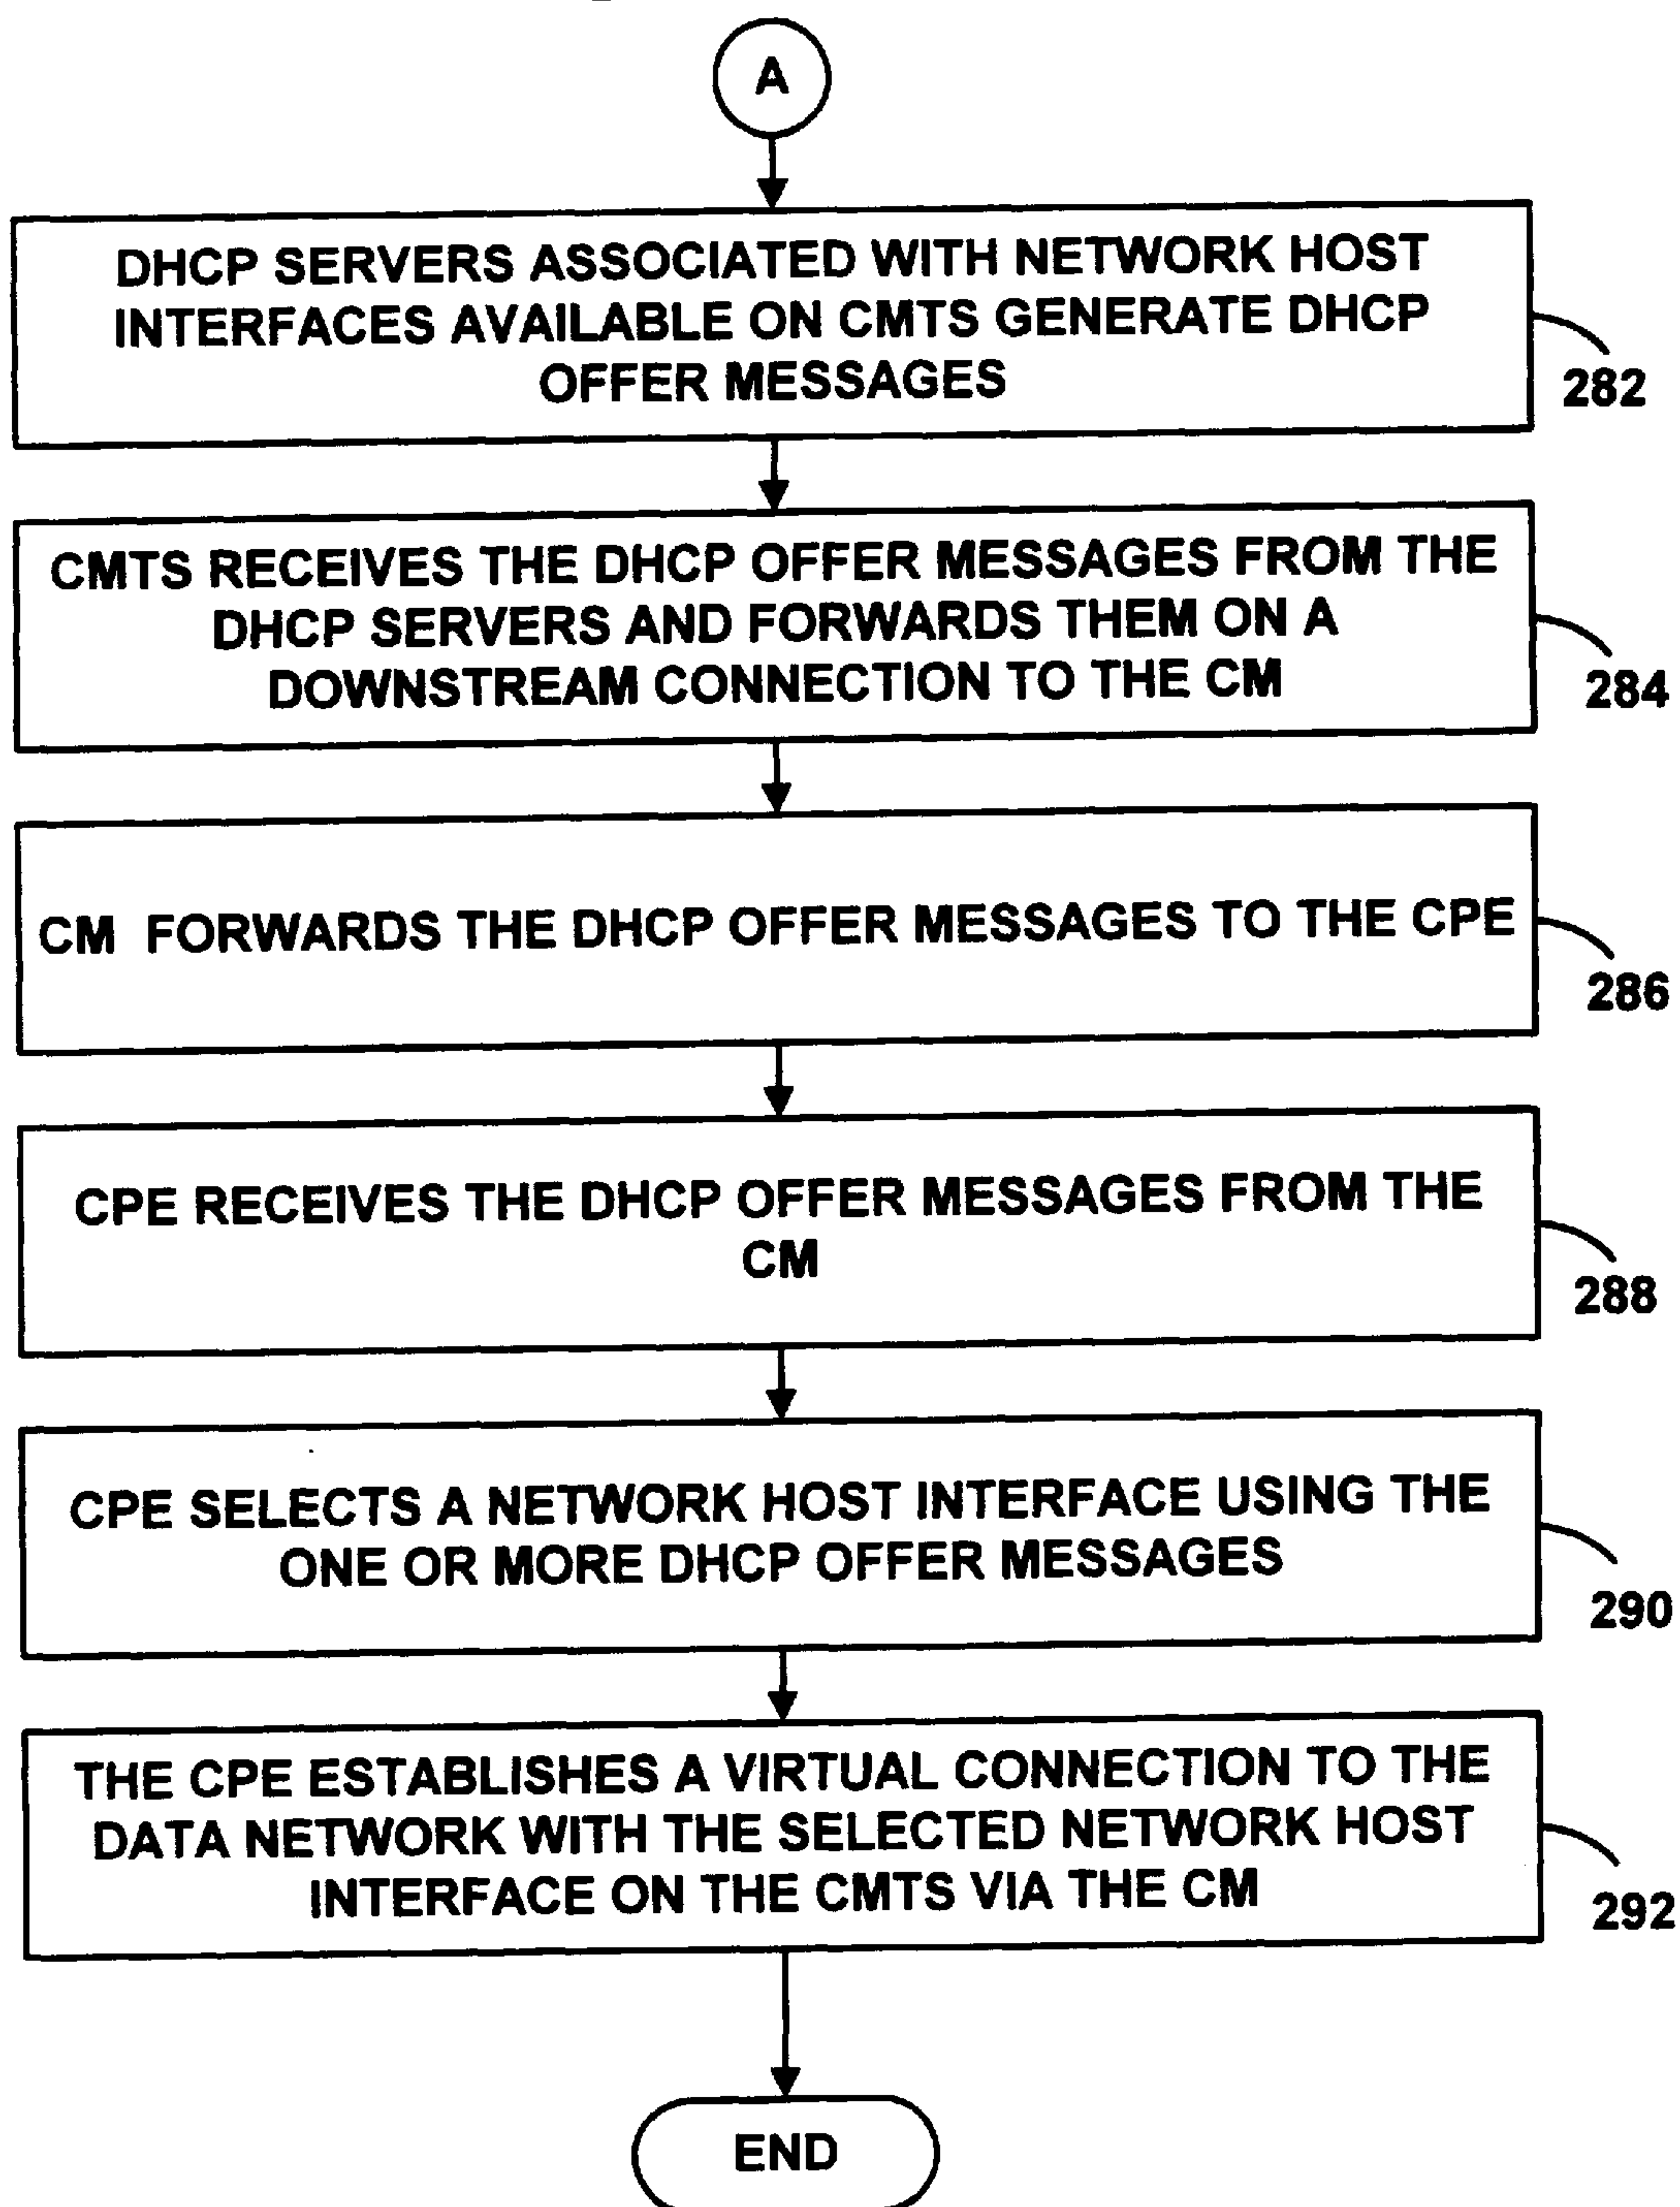 A
DHCP SERVERS ASSOCIATED WITH NETWORK HOST
INTERFACES AVAILABLE ON CMTS GENERATE DHCP
OFFER MESSAGES
282
CMTS RECEIVES THE DHCP OFFER MESSAGES FROM THE
DHCP SERVERS AND FORWARDS THEM ON A
DOWNSTREAM CONNECTION TO THE CM
284
CM FORWARDS THE DHCP OFFER MESSAGES TO THE CPE
286
CPE RECEIVES THE DHCP OFFER MESSAGES FROM THE
CM
288
CPE SELECTS A NETWORK HOST INTERFACE USING THE
ONE OR MORE DHCP OFFER MESSAGES
290
THE CPE ESTABLISHES A VIRTUAL CONNECTION TO THE
DATA NETWORK WITH THE SELECTED NETWORK HOST
INTERFACE ON THE CMTS VIA THE CM
292
END